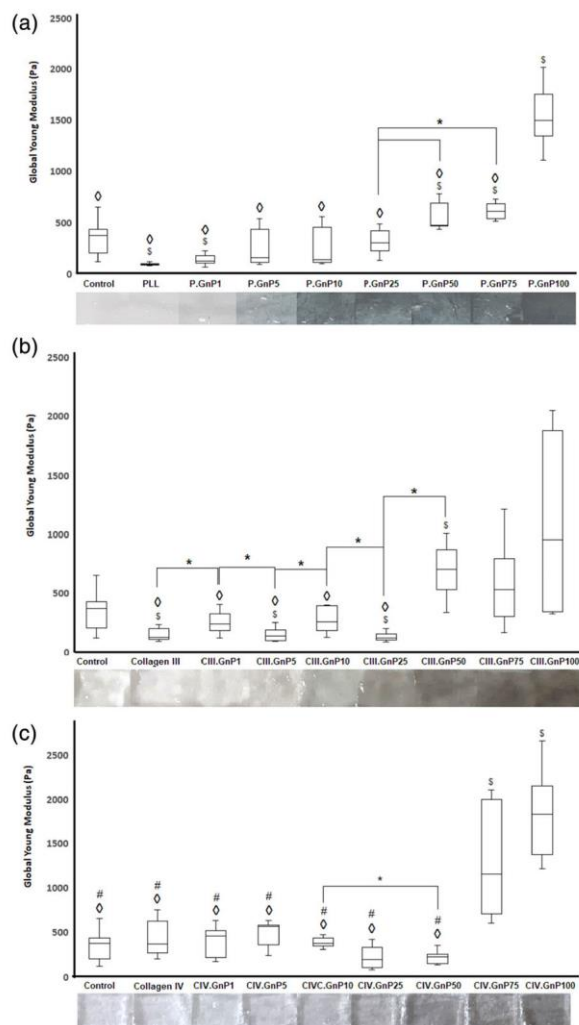 (a)
2500
2000
1500
1000
500
0
Global Young Modulus (Pa)
$
*
◊ ◊ ◊ ◊ ◊ ◊ ◊ ◊
$ $ $ $
Control PLL P.GnP1 P.GnP5 P.GnP10 P.GnP25 P.GnP50 P.GnP75 P.GnP100
(b)
2500
2000
1500
1000
500
0
Global Young Modulus (Pa)
* * * * *
◊ ◊ ◊ ◊ ◊
$ $ $ $
Control Collagen III CIII.GnP1 CIII.GnP5 CIII.GnP10 CIII.GnP25 CIII.GnP50 CIII.GnP75 CIII.GnP100
(c)
2500
2000
1500
1000
500
0
Global Young Modulus (Pa)
$ $
*
# # # # # # #
◊ ◊ ◊ ◊ ◊ ◊ ◊
Control Collagen IV CIV.GnP1 CIV.GnP5 CIVC.GnP10 CIV.GnP25 CIV.GnP50 CIV.GnP75 CIV.GnP100